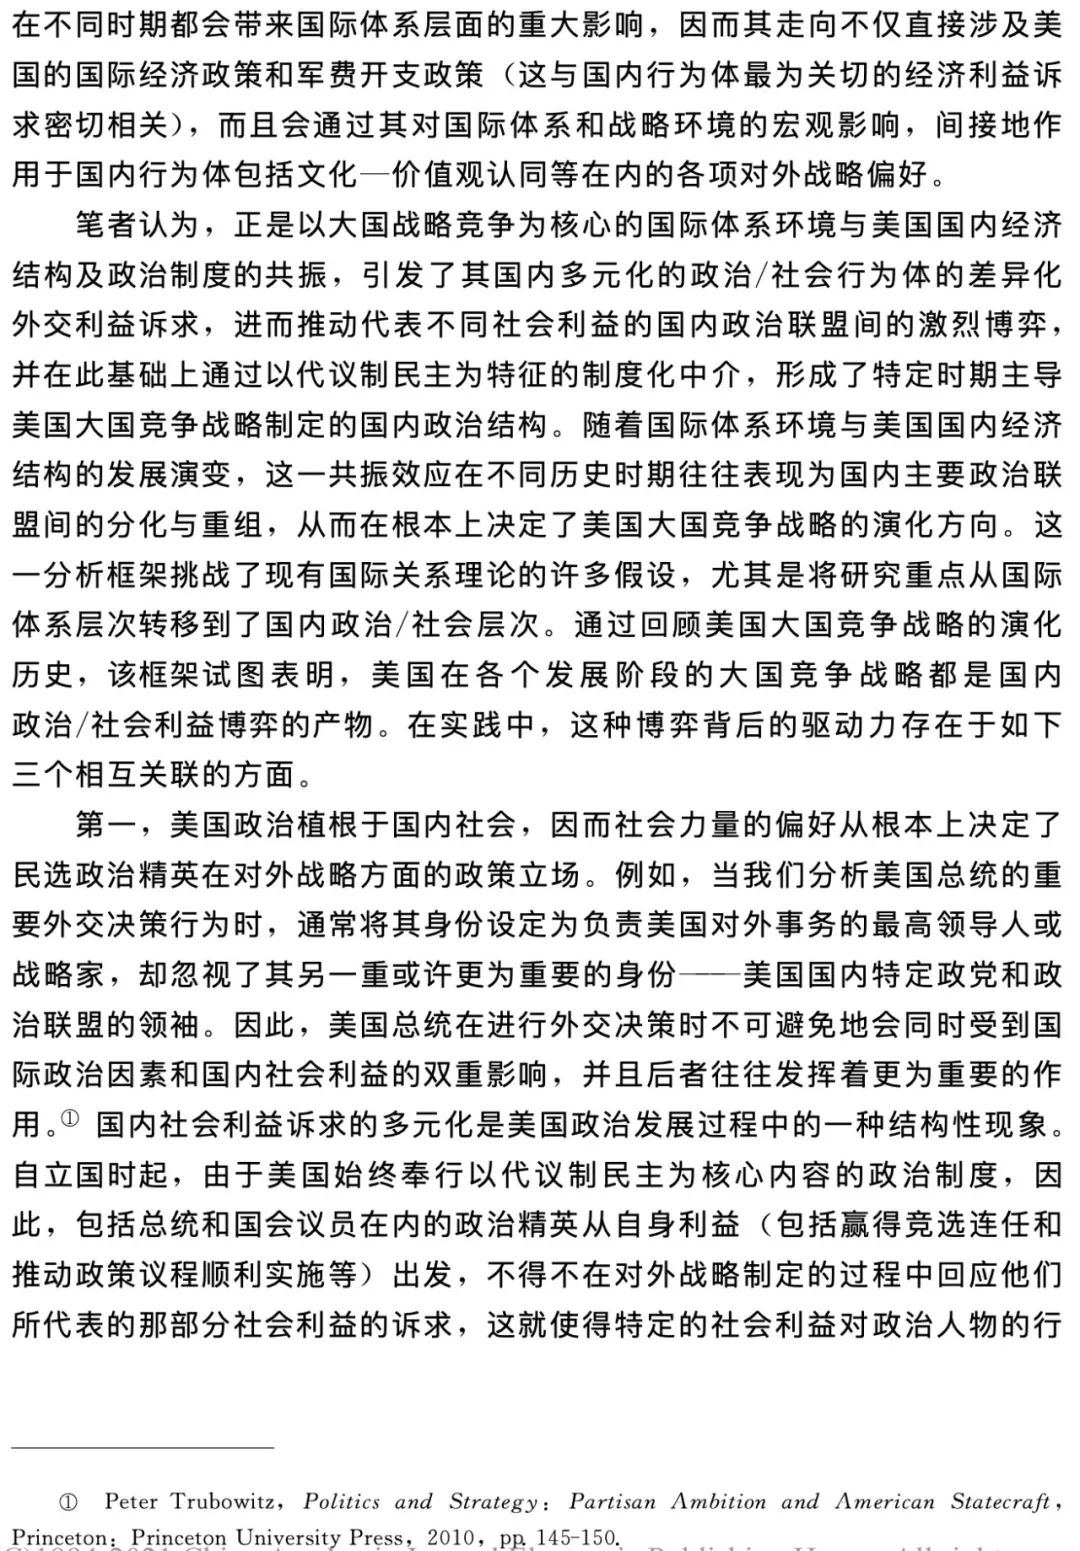 在不同时期都会带来国际体系层面的重大影响，因而其走向不仅直接涉及美
国的国际经济政策和军费开支政策（这与国内行为体最为关切的经济利益诉
求密切相关），而且会通过其对国际体系和战略环境的宏观影响，间接地作
用于国内行为体包括文化—价值观认同等在内的各项对外战略偏好。
笔者认为，正是以大国战略竞争为核心的国际体系环境与美国国内经济
结构及政治制度的共振，引发了其国内多元化的政治/社会行为体的差异化
外交利益诉求，进而推动代表不同社会利益的国内政治联盟间的激烈博弈，
并在此基础上通过以代议制民主为特征的制度化中介，形成了特定时期主导
美国大国竞争战略制定的国内政治结构。随着国际体系环境与美国国内经济
结构的发展演变，这一共振效应在不同历史时期往往表现为国内主要政治联
盟间的分化与重组，从而在根本上决定了美国大国竞争战略的演化方向。这
一分析框架挑战了现有国际关系理论的许多假设，尤其是将研究重点从国际
体系层次转移到了国内政治/社会层次。通过回顾美国大国竞争战略的演化
历史，该框架试图表明，美国在各个发展阶段的大国竞争战略都是国内
政治/社会利益博弈的产物。在实践中，这种博弈背后的驱动力存在于如下
三个相互关联的方面。
第一，美国政治植根于国内社会，因而社会力量的偏好从根本上决定了
民选政治精英在对外战略方面的政策立场。例如，当我们分析美国总统的重
要外交决策行为时，通常将其身份设定为负责美国对外事务的最高领导人或
战略家，却忽视了其另一重或许更为重要的身份——美国国内特定政党和政
治联盟的领袖。因此，美国总统在进行外交决策时不可避免地会同时受到国
际政治因素和国内社会利益的双重影响，并且后者往往发挥着更为重要的作
用。① 国内社会利益诉求的多元化是美国政治发展过程中的一种结构性现象。
自立国时起，由于美国始终奉行以代议制民主为核心内容的政治制度，因
此，包括总统和国会议员在内的政治精英从自身利益（包括赢得竞选连任和
推动政策议程顺利实施等）出发，不得不在对外战略制定的过程中回应他们
所代表的那部分社会利益的诉求，这就使得特定的社会利益对政治人物的行
① Peter Trubowitz, Politics and Strategy: Partisan Ambition and American Statecraft,
Princeton: Princeton University Press, 2010, pp. 145-150.